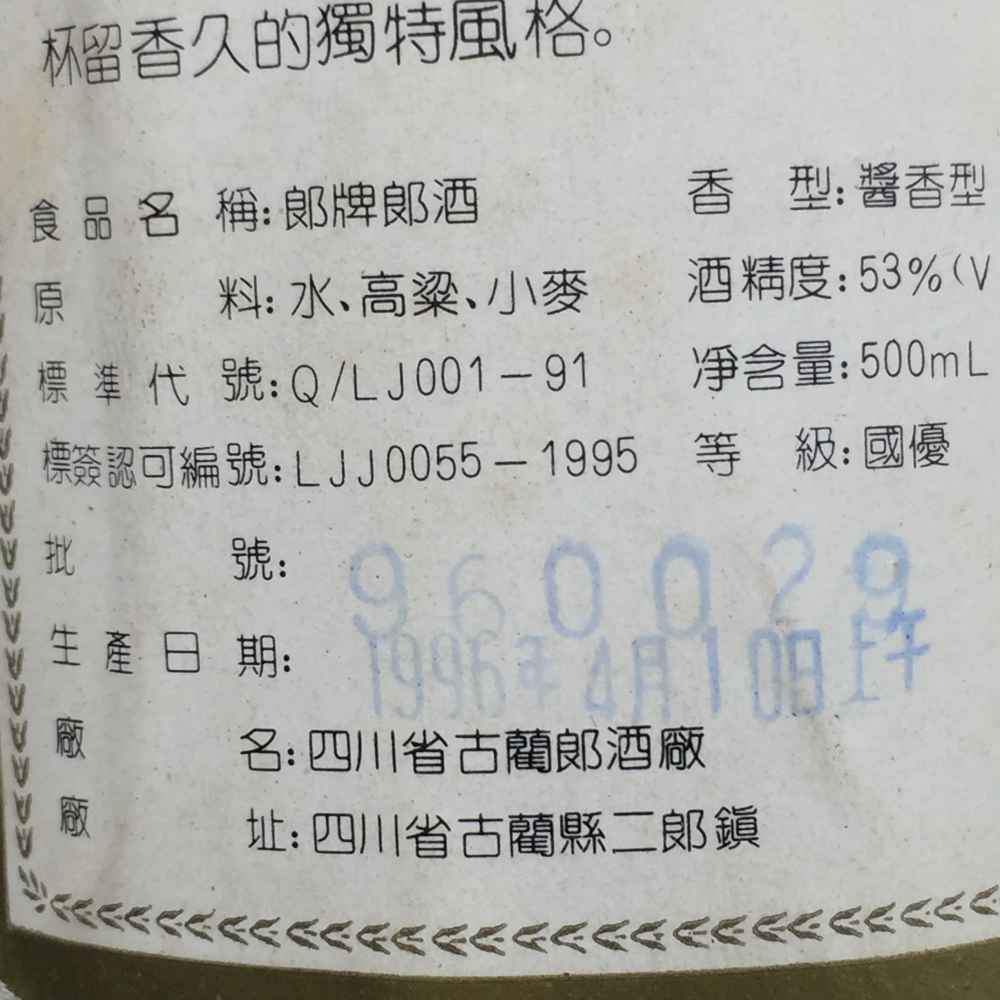 杯留香久的獨特風格。
食品名稱:郎牌郎酒 香型:醬香型
原料:水、高粱、小麥 酒精度:53%(V
標準代號:Q/LJ001-91 凈含量:500mL
標簽認可編號:LJJ0055-1995 等級:國優
批號: 960029
生產日期: 1996年4月10日上午
廠名:四川省古藺郎酒廠
廠址:四川省古藺縣二郎鎮